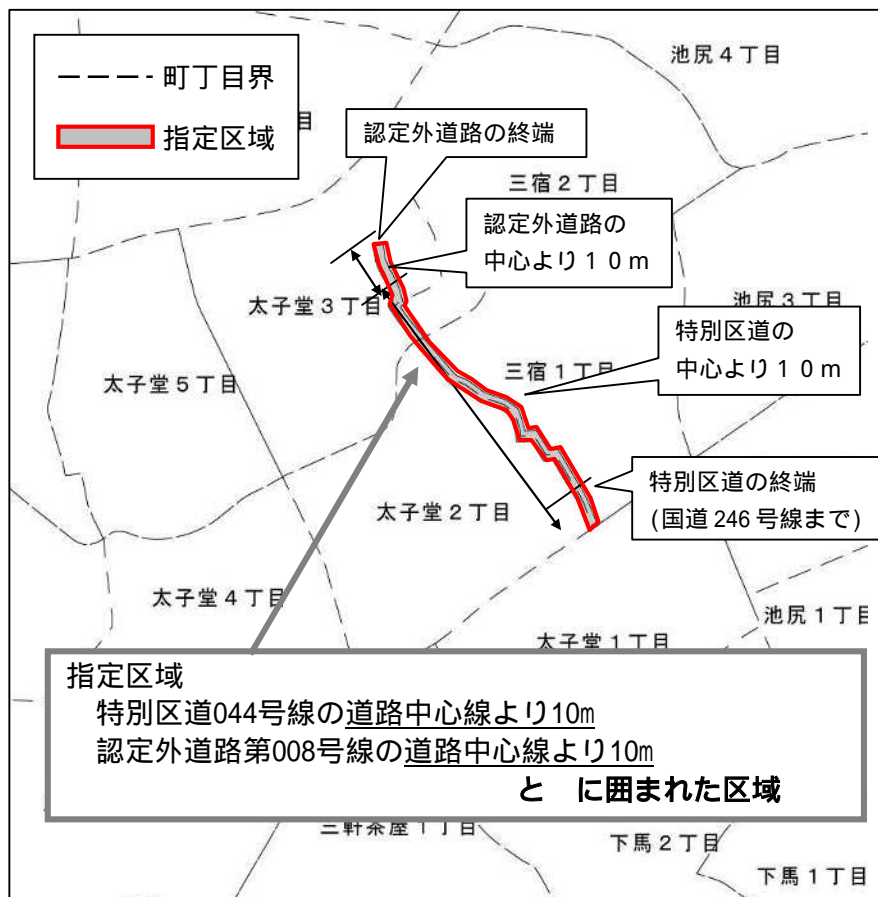 町丁目界
指定区域
目
池尻４丁目
認定外道路の終端
三宿２丁目
認定外道路の
中心より１０ｍ
太子堂３丁目
池尻３丁目
特別区道の
中心より１０ｍ
三宿１丁目
太子堂５丁目
特別区道の終端
(国道246号線まで)
太子堂２丁目
太子堂４丁目
池尻１丁目
太子堂１丁目
指定区域
特別区道044号線の道路中心線より10m
認定外道路第008号線の道路中心線より10m
と　に囲まれた区域
三軒茶屋１丁目
下馬２丁目
下馬１丁目